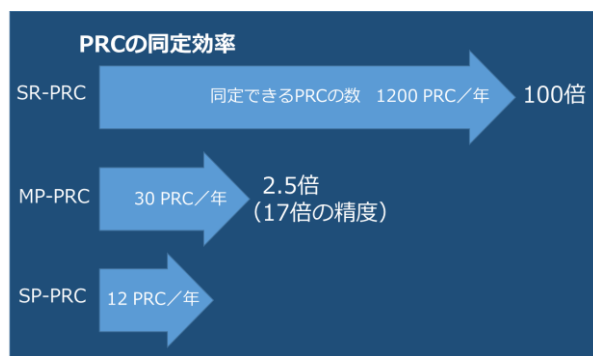 PRCの同定効率
SR-PRC
同定できるPRCの数 1200 PRC／年
100倍
MP-PRC
30 PRC／年
2.5倍
（17倍の精度）
SP-PRC
12 PRC／年